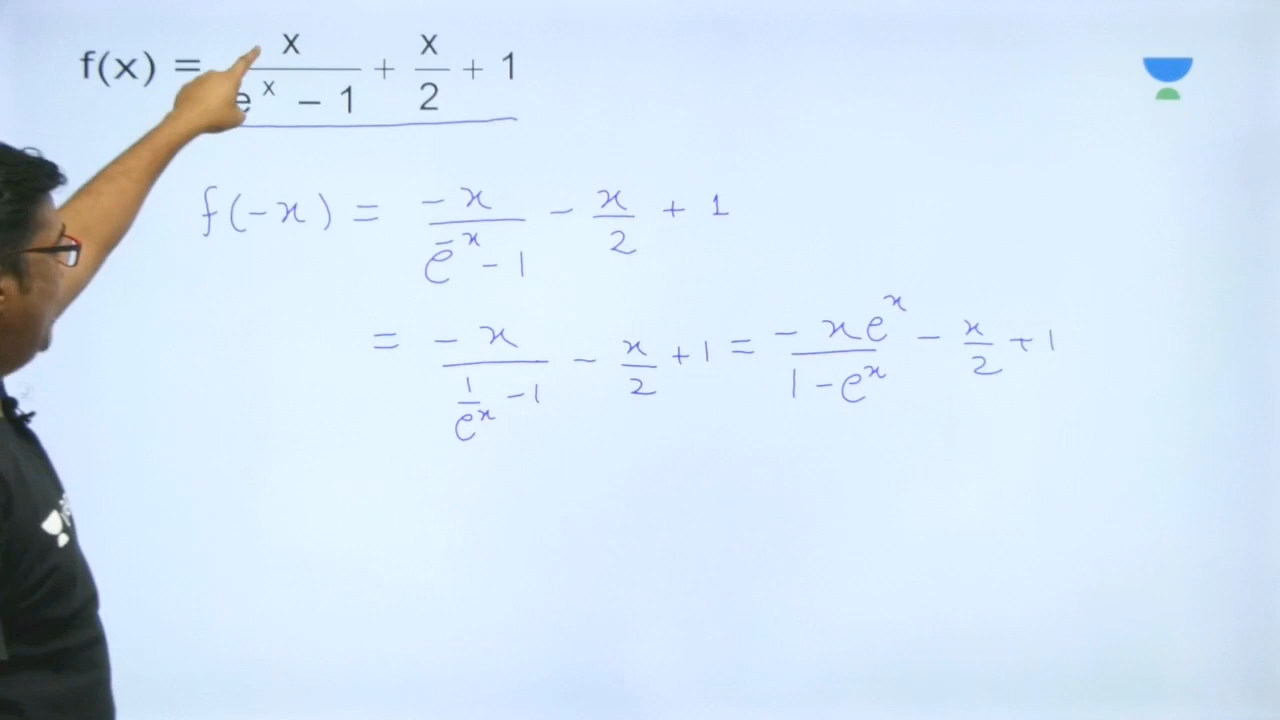 f(x) = x/(e^x − 1) + x/2 + 1
f(−x) = −x/(e^−x − 1) − x/2 + 1
= −x/(1/e^x − 1) − x/2 + 1 = −xe^x/(1 − e^x) − x/2 + 1